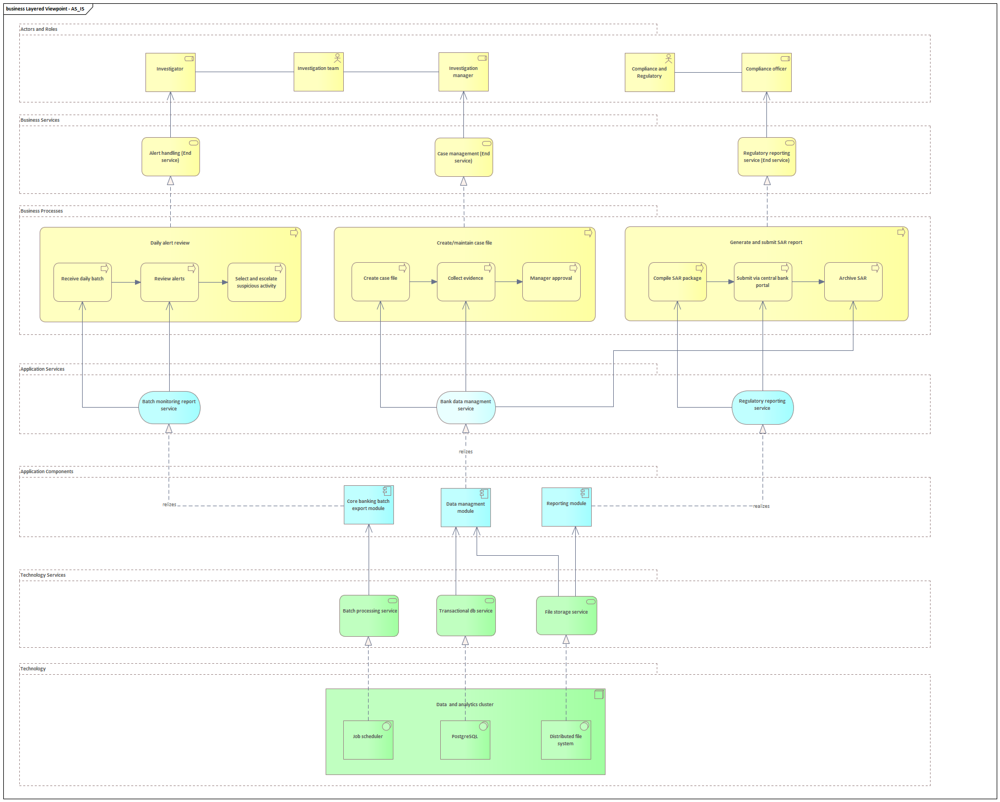 business Layered Viewpoint - AS_IS
Actors and Roles
Investigator
Investigation team
Investigation
manager
Compliance and
Regulatory
Compliance officer
Business Services
Alert handling (End
service)
Case management (End
service)
Regulatory reporting
service (End service)
Business Processes
Daily alert review
Receive daily batch
Review alerts
Select and escelate
suspicious activity
Create/maintain case file
Create case file
Collect evidence
Manager approval
Generate and submit SAR report
Compile SAR package
Submit via central bank
portal
Archive SAR
Application Services
Batch monitoring report
service
Bank data managment
service
Regulatory reporting
service
relizes
Application Components
Core banking batch
export module
Data managment
module
Reporting module
relizes
realizes
Technology Services
Batch processing service
Transactional db service
File storage service
Technology
Data  and analytics cluster
Job scheduler
PostgreSQL
Distributed file
system